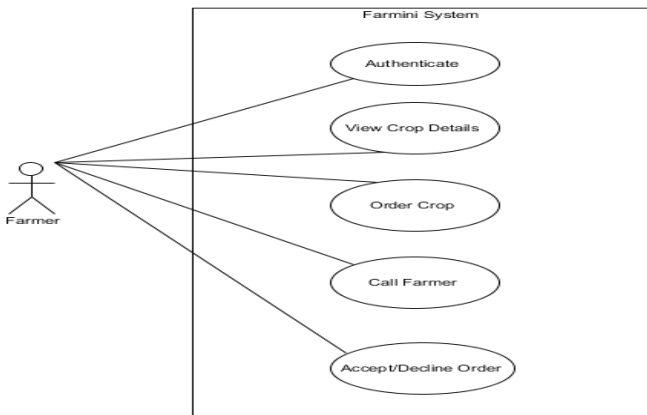 Farmini System
Authenticate
View Crop Details
Order Crop
Farmer
Call Farmer
Accept/Decline Order